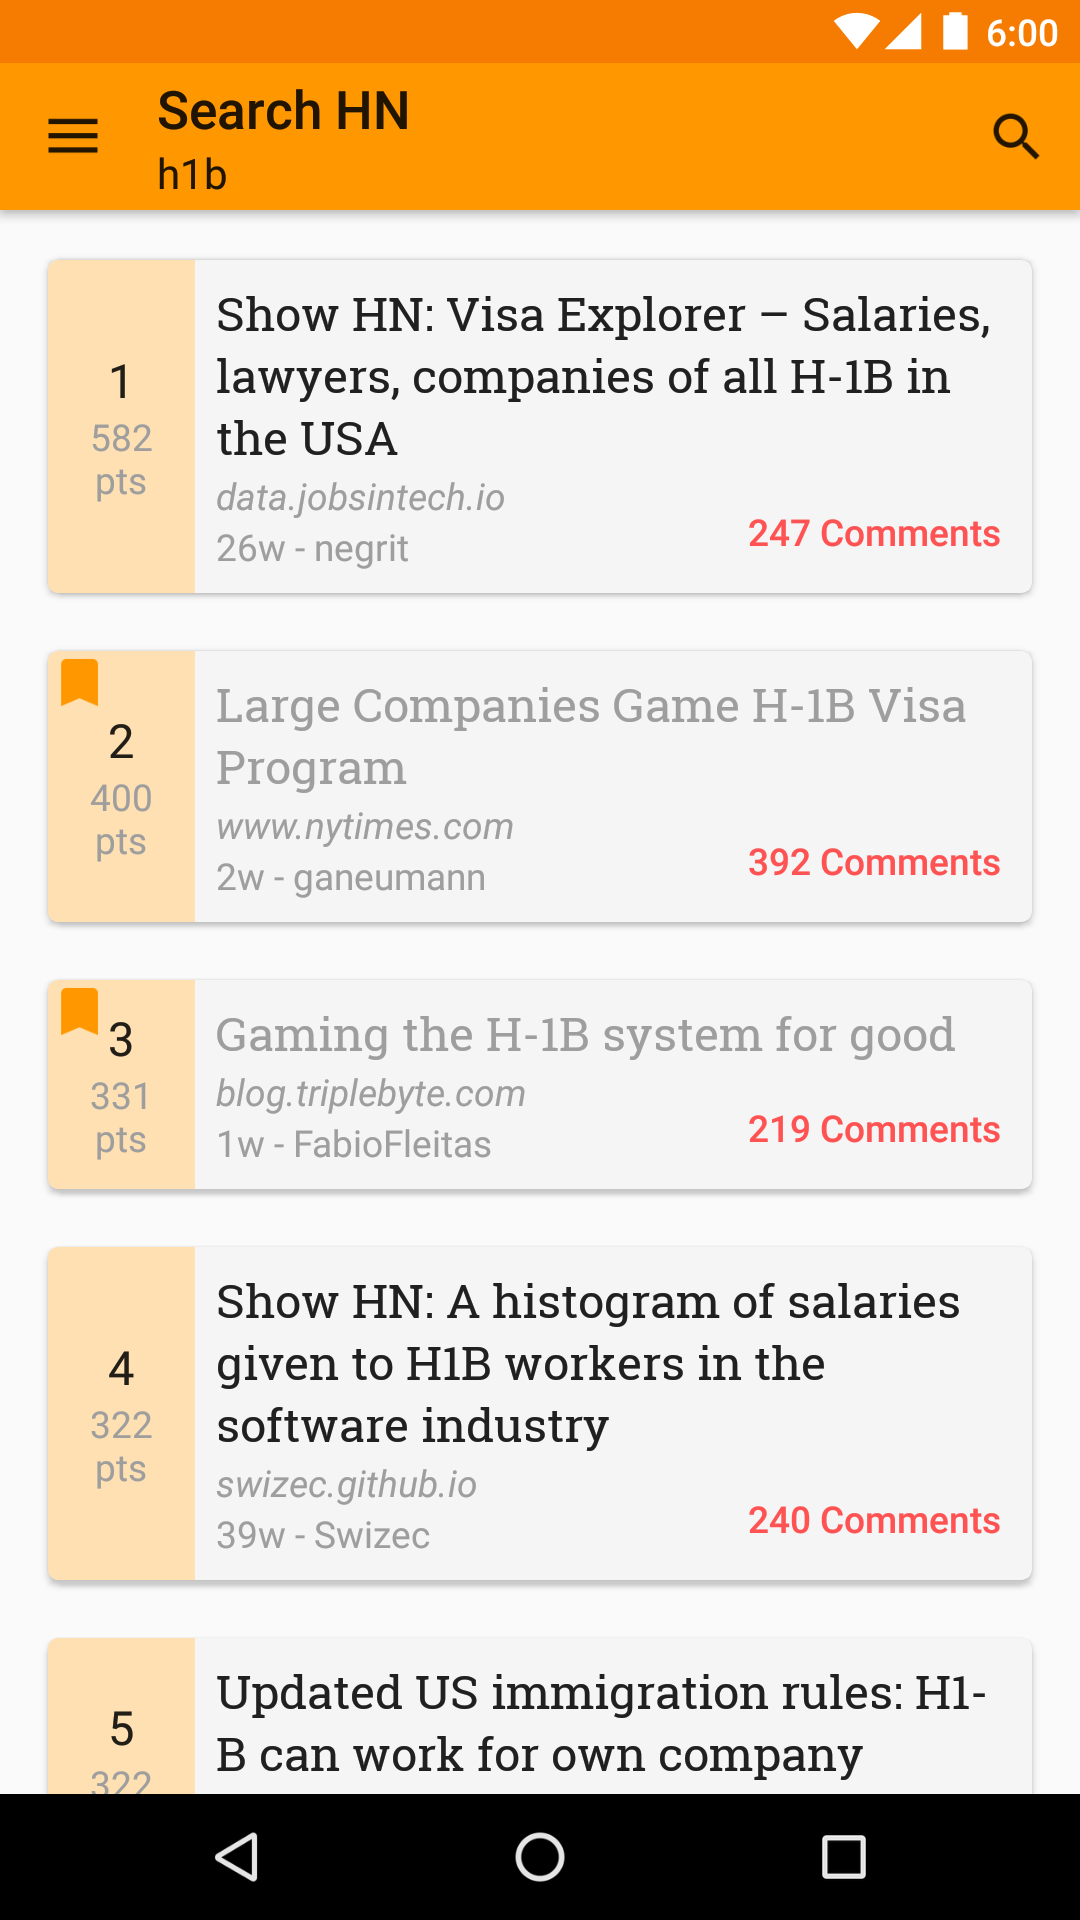 6:00
Search HN
h1b
1
582
pts
Show HN: Visa Explorer – Salaries,
lawyers, companies of all H-1B in
the USA
data.jobsintech.io
26w - negrit
247 Comments
2
400
pts
Large Companies Game H-1B Visa
Program
www.nytimes.com
2w - ganeumann
392 Comments
3
331
pts
Gaming the H-1B system for good
blog.triplebyte.com
1w - FabioFleitas
219 Comments
4
322
pts
Show HN: A histogram of salaries
given to H1B workers in the
software industry
swizec.github.io
39w - Swizec
240 Comments
5
322
Updated US immigration rules: H1-
B can work for own company